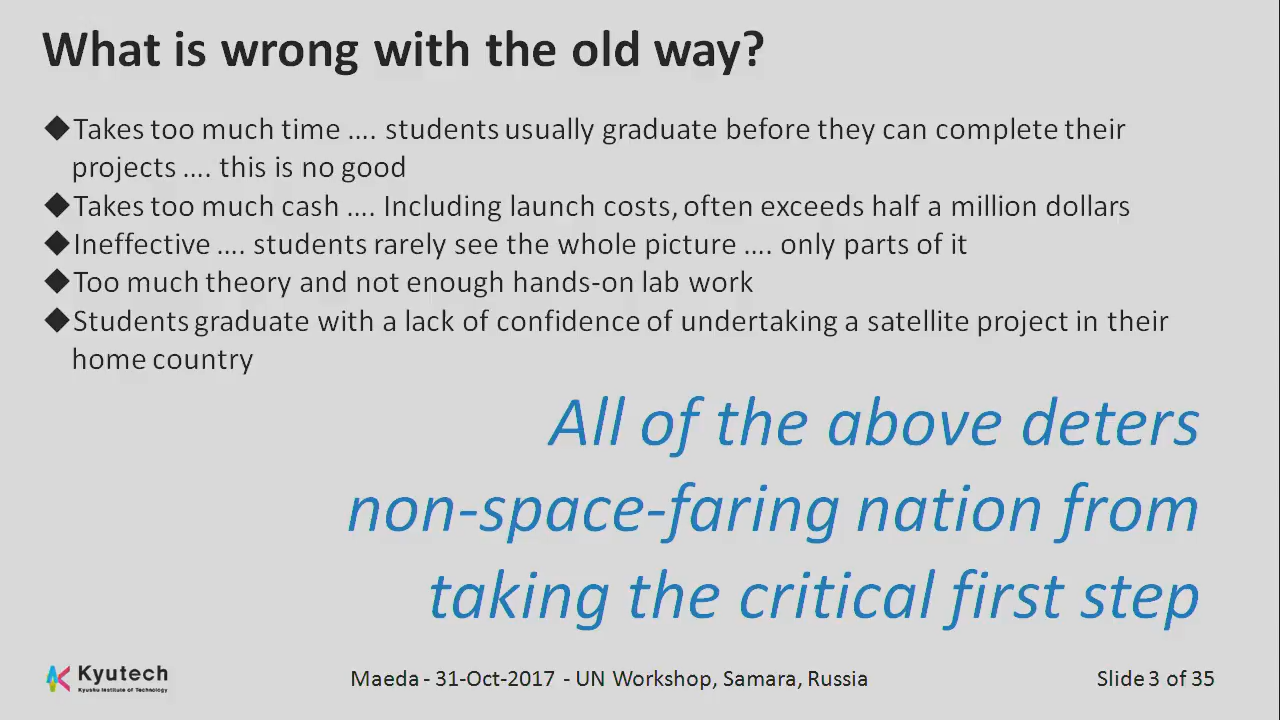 What is wrong with the old way?
◆Takes too much time .... students usually graduate before they can complete their
projects .... this is no good
◆Takes too much cash .... Including launch costs, often exceeds half a million dollars
◆Ineffective .... students rarely see the whole picture .... only parts of it
◆Too much theory and not enough hands-on lab work
◆Students graduate with a lack of confidence of undertaking a satellite project in their
home country
All of the above deters
non-space-faring nation from
taking the critical first step
Kyutech
Kyushu Institute of Technology
Maeda - 31-Oct-2017 - UN Workshop, Samara, Russia
Slide 3 of 35